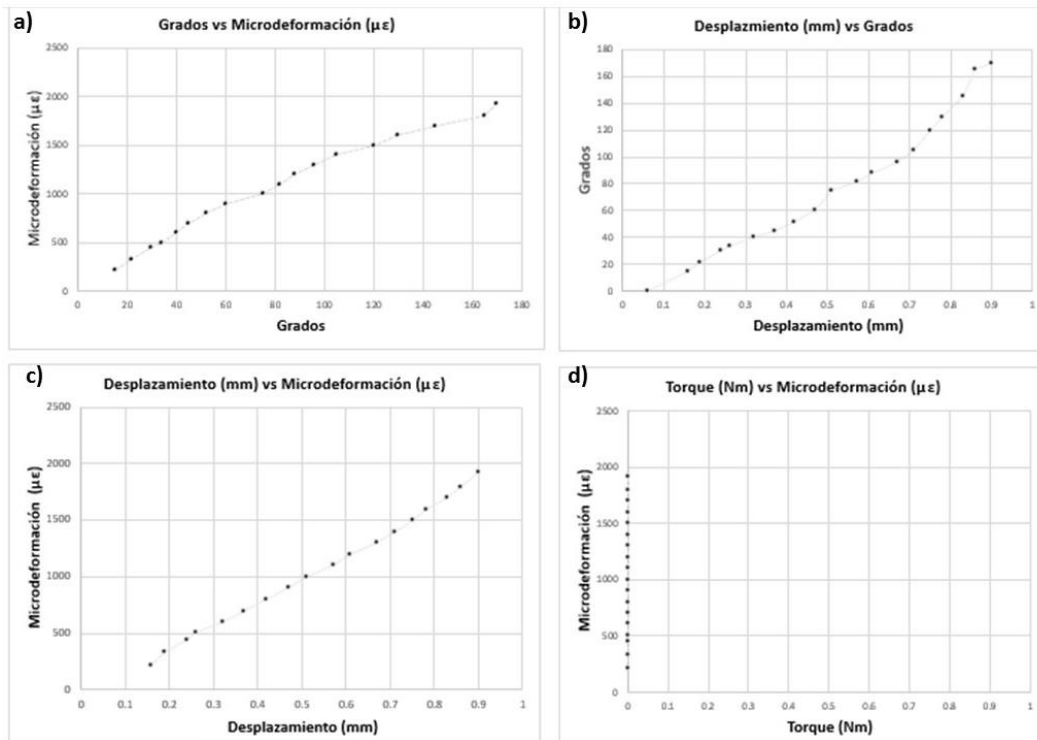 a)
Grados vs Microdeformación (µε)
2500
2000
1500
1000
500
0
0 20 40 60 80 100 120 140 160 180
Microdeformación (µε)
Grados
b)
Desplazmiento (mm) vs Grados
180
160
140
120
100
80
60
40
20
0
0 0.1 0.2 0.3 0.4 0.5 0.6 0.7 0.8 0.9 1
Grados
Desplazamiento (mm)
c)
Desplazamiento (mm) vs Microdeformación (µε)
2500
2000
1500
1000
500
0
0 0.1 0.2 0.3 0.4 0.5 0.6 0.7 0.8 0.9 1
Microdeformación (µε)
Desplazamiento (mm)
d)
Torque (Nm) vs Microdeformación (µε)
2500
2000
1500
1000
500
0
0 0.1 0.2 0.3 0.4 0.5 0.6 0.7 0.8 0.9 1
Microdeformación (µε)
Torque (Nm)